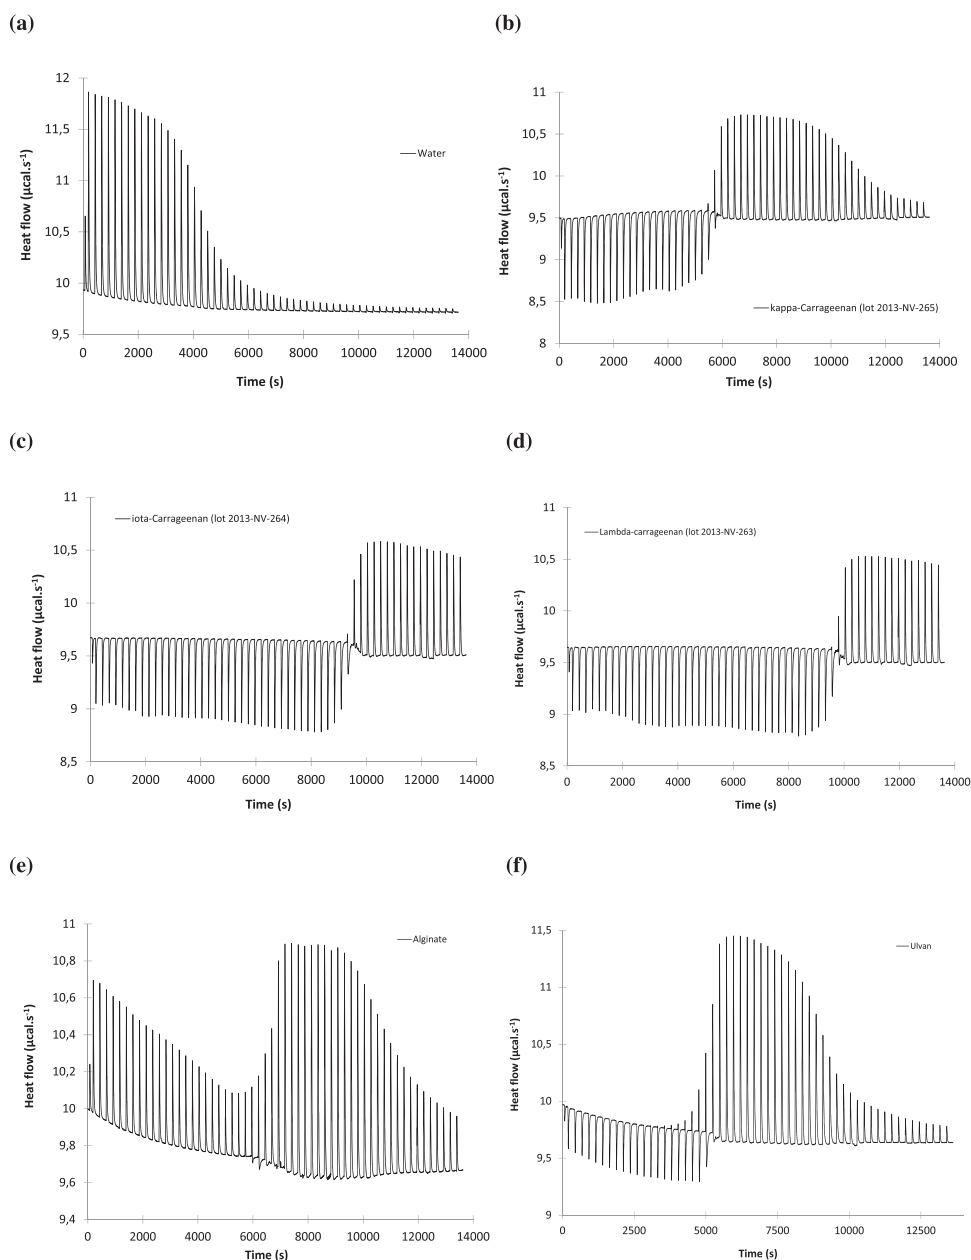 (a)
12
11,5
11
10,5
10
9,5
0 2000 4000 6000 8000 10000 12000 14000
Heat flow (µcal.s⁻¹)
Time (s)
Water
(b)
11
10,5
10
9,5
9
8,5
8
0 2000 4000 6000 8000 10000 12000 14000
Heat flow (µcal.s⁻¹)
Time (s)
kappa-Carrageenan (lot 2013-NV-265)
(c)
11
10,5
10
9,5
9
8,5
0 2000 4000 6000 8000 10000 12000 14000
Heat flow (µcal.s⁻¹)
Time (s)
iota-Carrageenan (lot 2013-NV-264)
(d)
11
10,5
10
9,5
9
8,5
0 2000 4000 6000 8000 10000 12000 14000
Heat flow (µcal.s⁻¹)
Time (s)
Lambda-carrageenan (lot 2013-NV-263)
(e)
11
10,8
10,6
10,4
10,2
10
9,8
9,6
9,4
0 2000 4000 6000 8000 10000 12000 14000
Heat flow (µcal.s⁻¹)
Time (s)
Alginate
(f)
11,5
11
10,5
10
9,5
9
0 2500 5000 7500 10000 12500
Heat flow (µcal.s⁻¹)
Time (s)
Ulvan